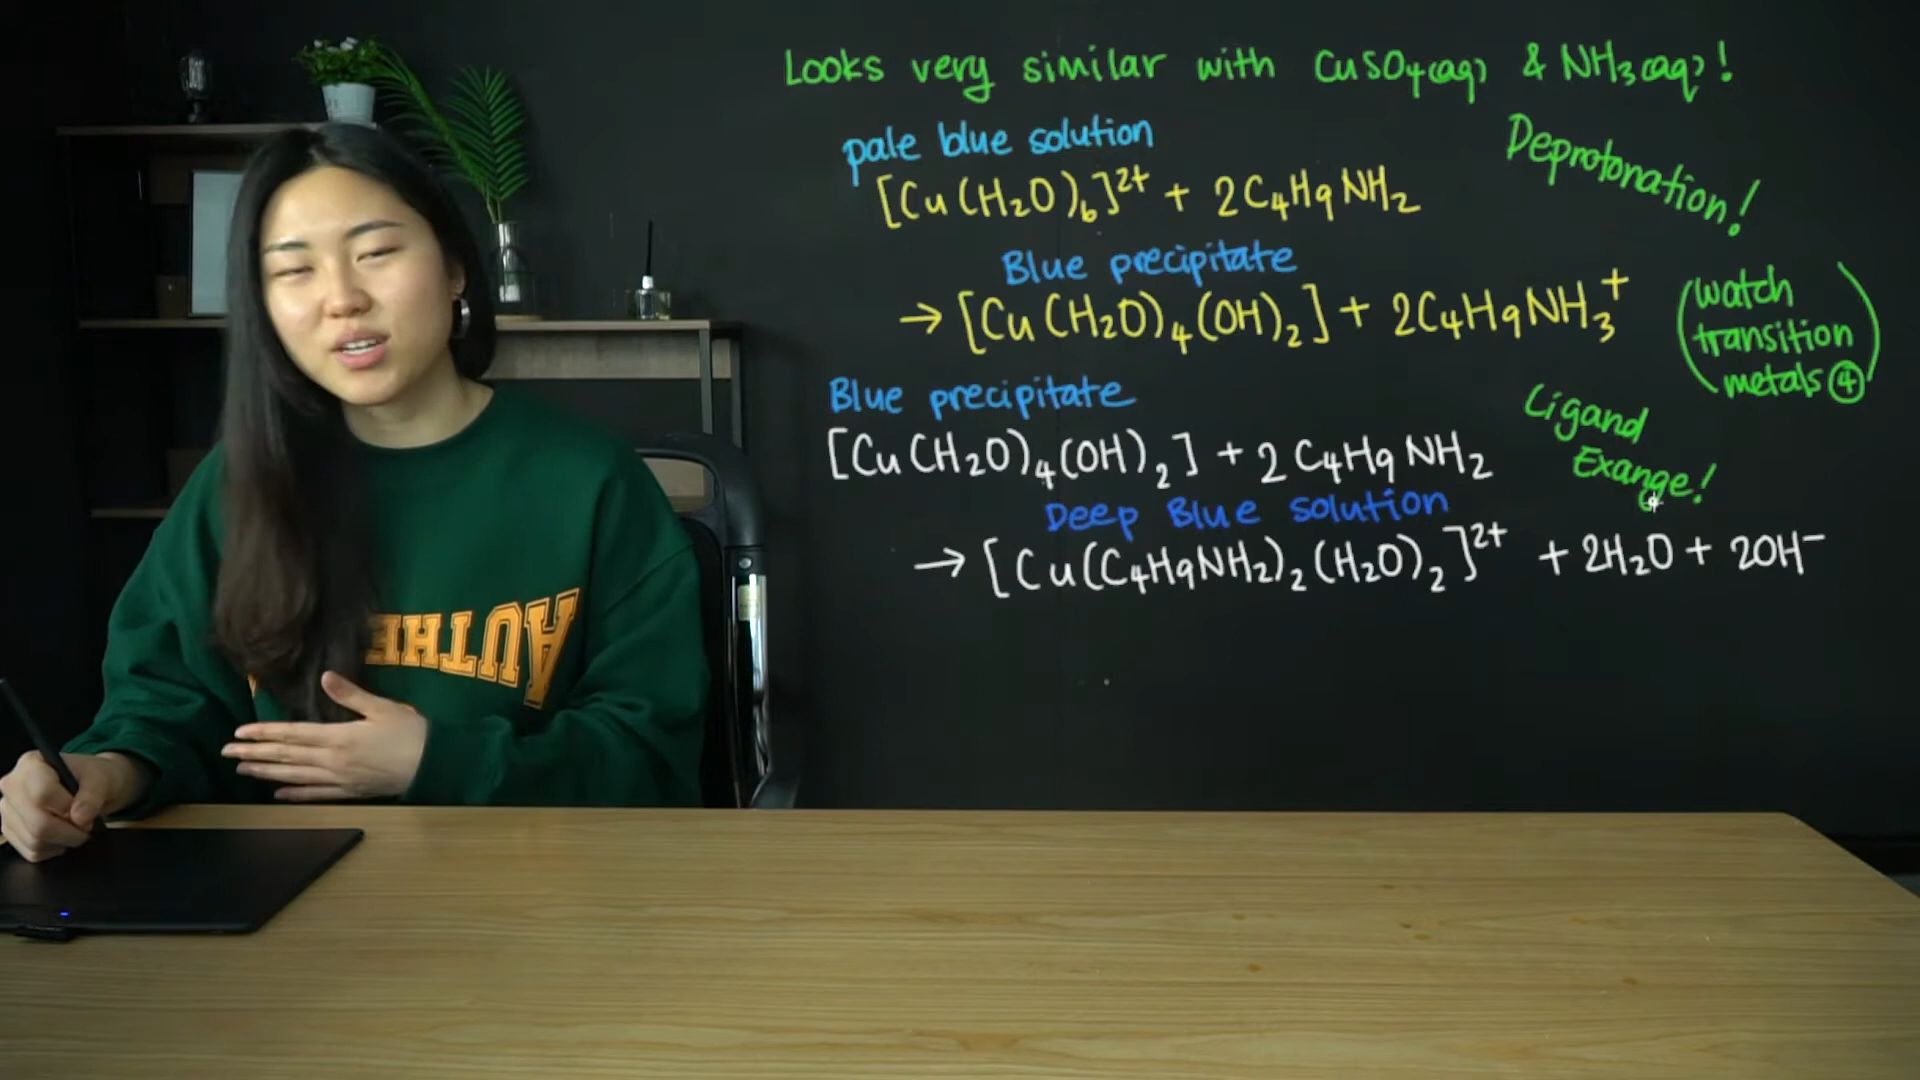 Looks very similar with CuSO4(aq) & NH3(aq)!
pale blue solution
[Cu(H2O)6]2+ + 2C4H9NH2
Deprotonation!
Blue precipitate
→ [Cu(H2O)4(OH)2] + 2C4H9NH3+
(watch
transition
metals ④)
Blue precipitate
[Cu(H2O)4(OH)2] + 2C4H9NH2
Ligand
Exange!
Deep Blue solution
→ [Cu(C4H9NH2)2(H2O)2]2+ + 2H2O + 2OH−
AUTHE